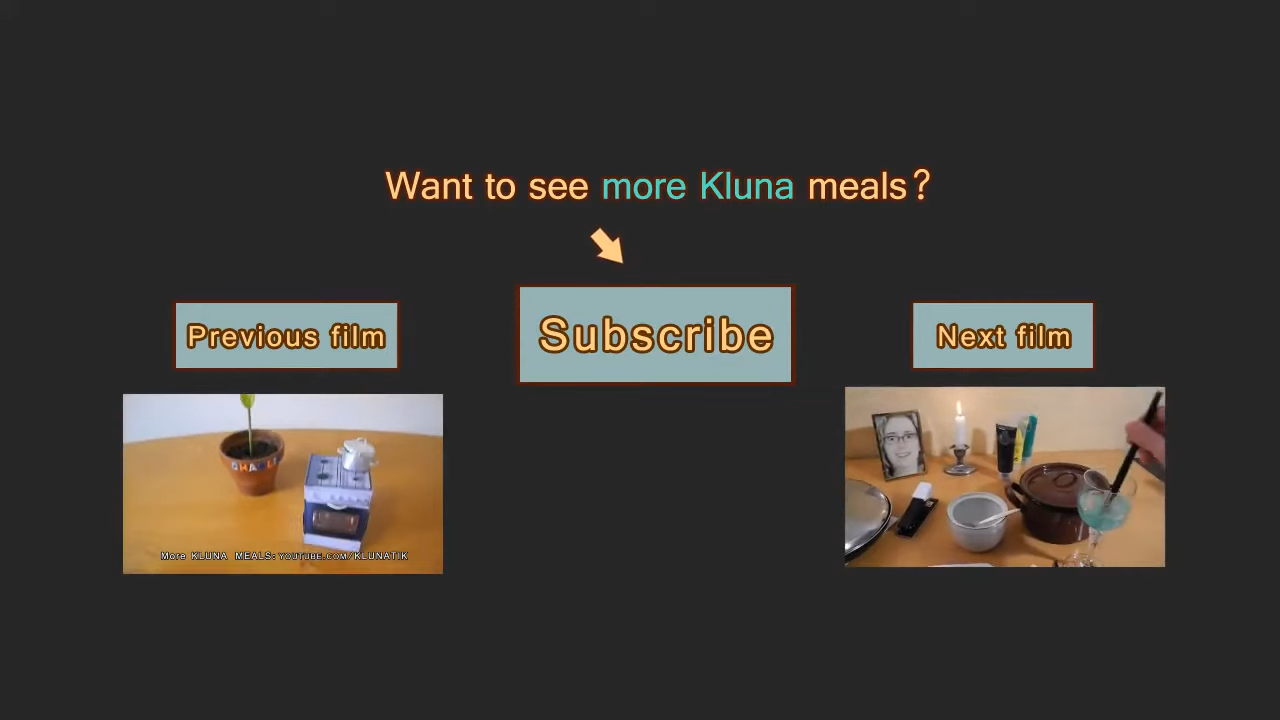 Want to see more Kluna meals?
Previous film
Subscribe
Next film
More KLUNA MEALS: YOUTUBE.COM/KLUNATIK